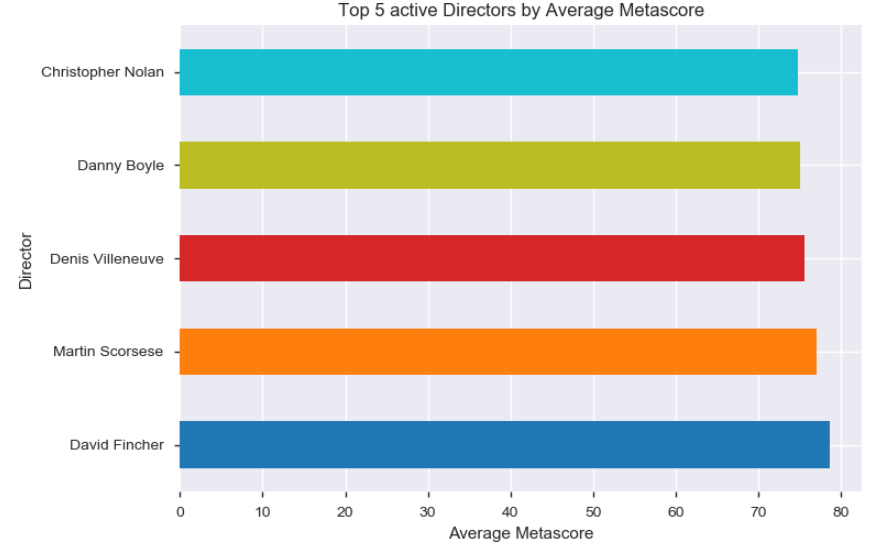 Top 5 active Directors by Average Metascore
Christopher Nolan
Danny Boyle
Denis Villeneuve
Martin Scorsese
David Fincher
Director
0 10 20 30 40 50 60 70 80
Average Metascore